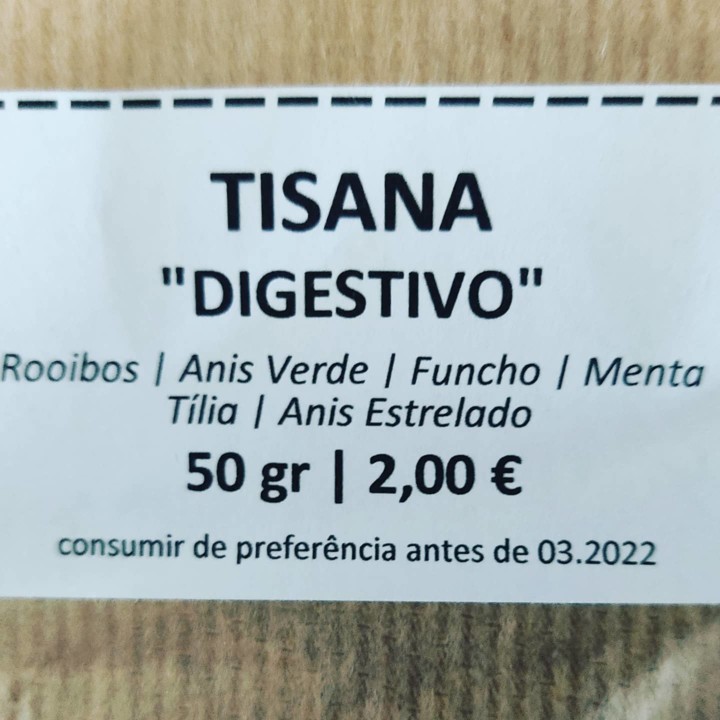 TISANA
"DIGESTIVO"
Rooibos | Anis Verde | Funcho | Menta
Tília | Anis Estrelado
50 gr | 2,00 €
consumir de preferência antes de 03.2022